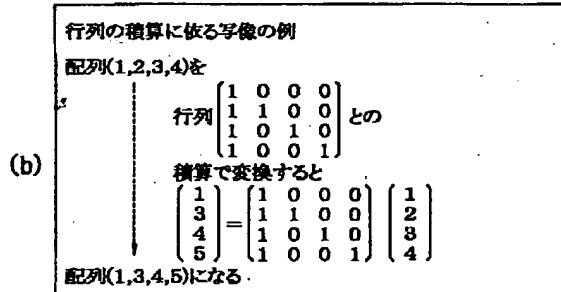 行列の積算に依る写像の例
配列(1,2,3,4)を
行列 [1 0 0 0
1 1 0 0
1 0 1 0
1 0 0 1] との
(b)
積算で変換すると
[1 3 4 5] = [1 0 0 0 [1
1 1 0 0 2
1 0 1 0 3
1 0 0 1] 4]
配列(1,3,4,5)になる